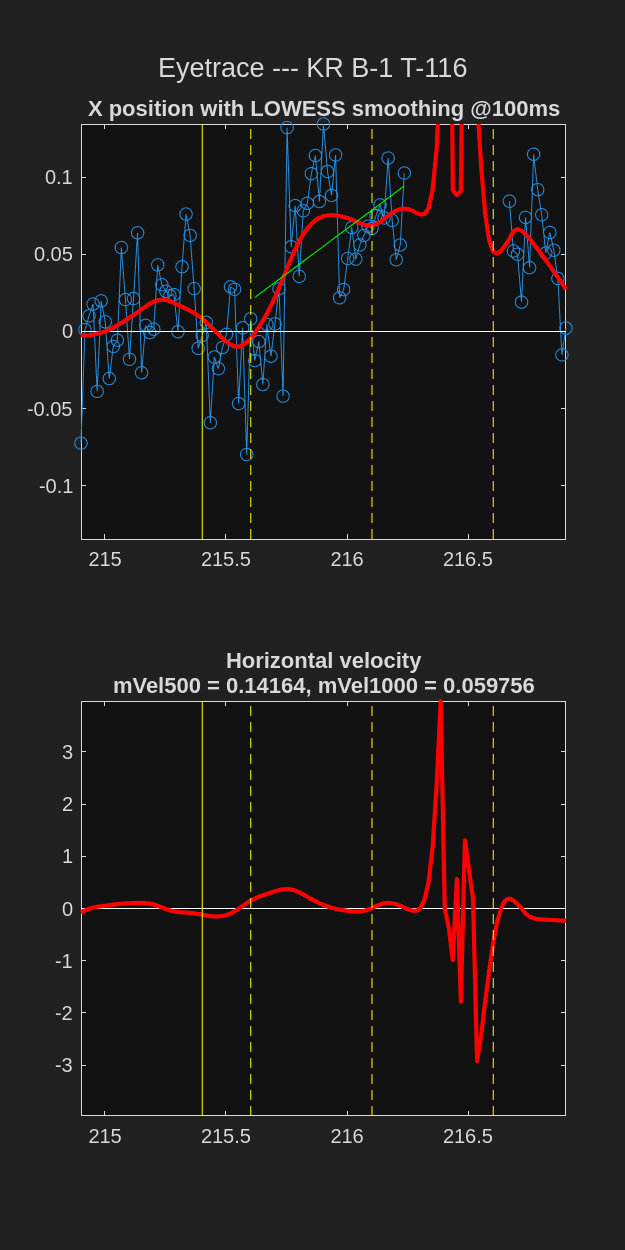 Eyetrace --- KR B-1 T-116
X position with LOWESS smoothing @100ms
0.1
0.05
0
-0.05
-0.1
215 215.5 216 216.5
Horizontal velocity
mVel500 = 0.14164, mVel1000 = 0.059756
3
2
1
0
-1
-2
-3
215 215.5 216 216.5